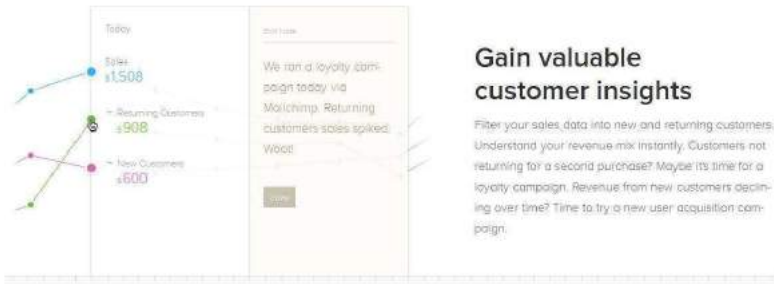 Today
Sales
$1,508
Returning Customers
$908
New Customers
$600
We ran a loyalty cam-
paign today via
Mailchimp. Returning
customers sales spiked.
Woot!
Gain valuable
customer insights
Filter your sales data into new and returning customers.
Understand your revenue mix instantly. Customers not
returning for a second purchase? Maybe it's time for a
loyalty campaign. Revenue from new customers declin-
ing over time? Time to try a new user acquisition cam-
paign.